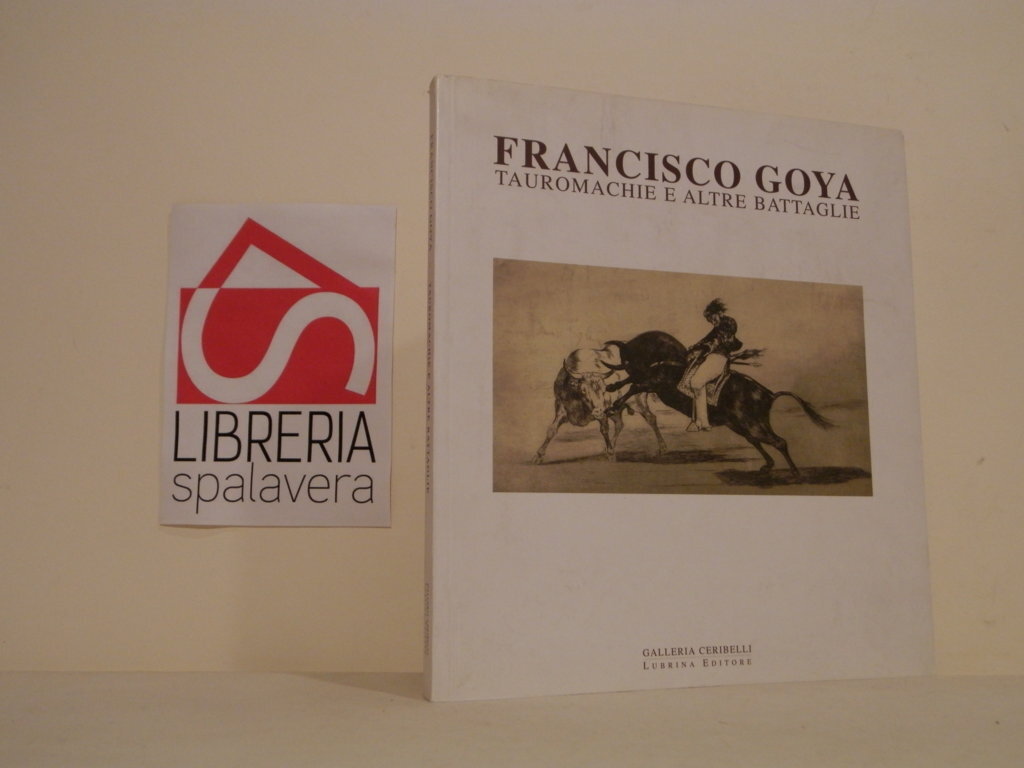 LIBRERIA
spalavera
FRANCISCO GOYA
TAUROMACHIE E ALTRE BATTAGLIE
GALLERIA CERIBELLI
LUBRINA EDITORE